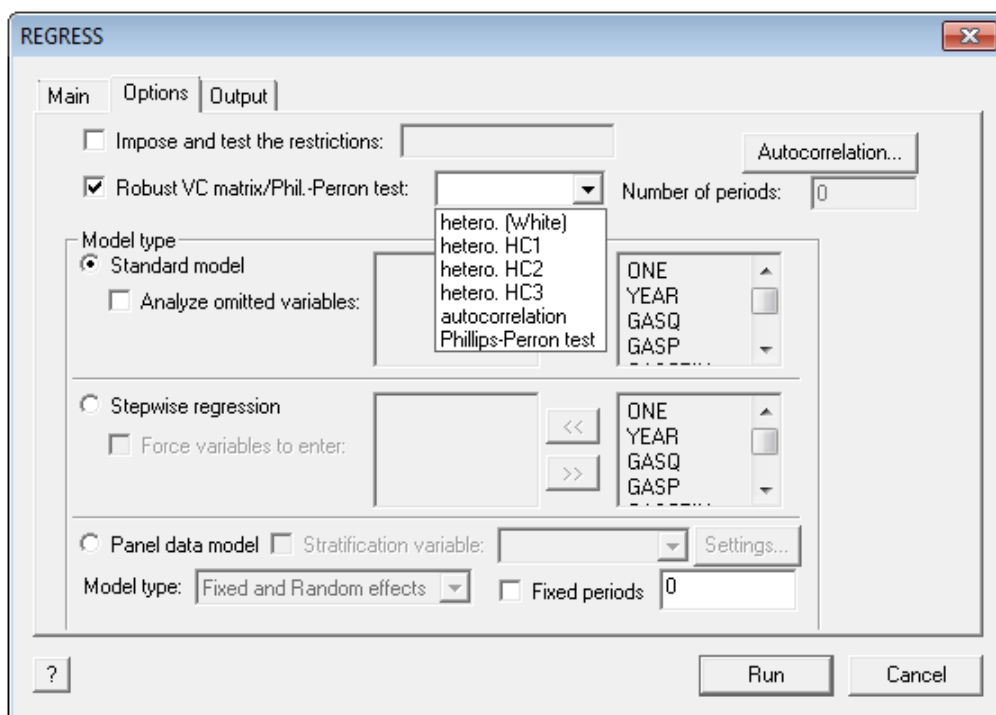 REGRESS
Main Options Output
Impose and test the restrictions:
Autocorrelation...
Robust VC matrix/Phil.-Perron test:
Number of periods: 0
hetero. (White)
hetero. HC1
hetero. HC2
hetero. HC3
autocorrelation
Phillips-Perron test
Model type
Standard model
Analyze omitted variables:
ONE
YEAR
GASQ
GASP
Stepwise regression
Force variables to enter:
<<
>>
ONE
YEAR
GASQ
GASP
Panel data model Stratification variable: Settings...
Model type: Fixed and Random effects Fixed periods 0
? Run Cancel